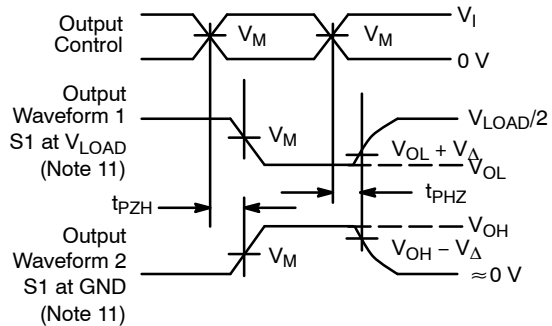 Output
Control
V_M
V_M
V_I
0 V
Output
Waveform 1
S1 at V_LOAD
(Note 11)
V_M
V_LOAD/2
V_OL + V_Δ
V_OL
t_PZH
t_PHZ
Output
Waveform 2
S1 at GND
(Note 11)
V_M
V_OH
V_OH − V_Δ
≈0 V